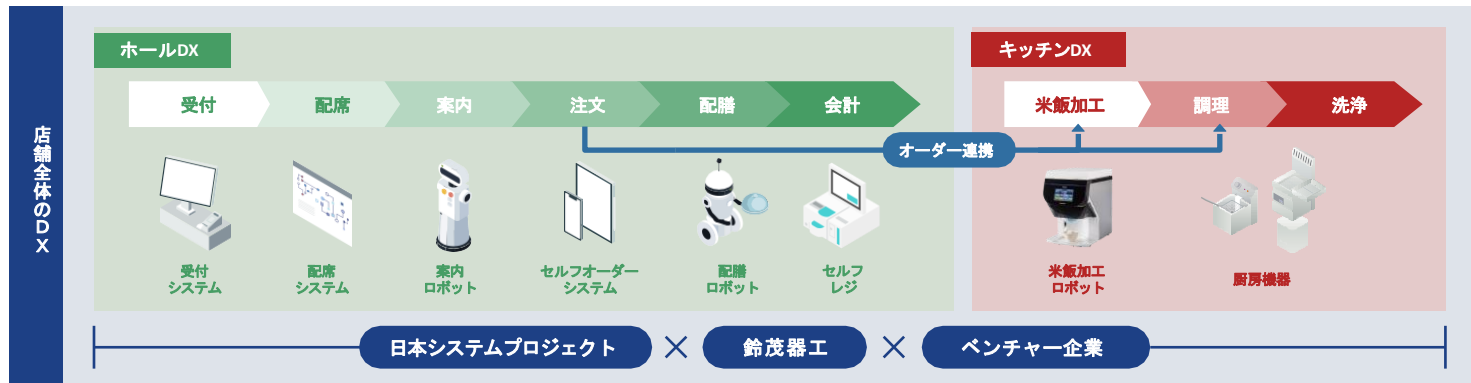 店舗全体のDX
ホールDX
受付
配席
案内
注文
配膳
会計
オーダー連携
受付
システム
配席
システム
案内
ロボット
セルフオーダー
システム
配膳
ロボット
セルフ
レジ
キッチンDX
米飯加工
調理
洗浄
米飯加工
ロボット
厨房機器
日本システムプロジェクト
×
鈴茂器工
×
ベンチャー企業